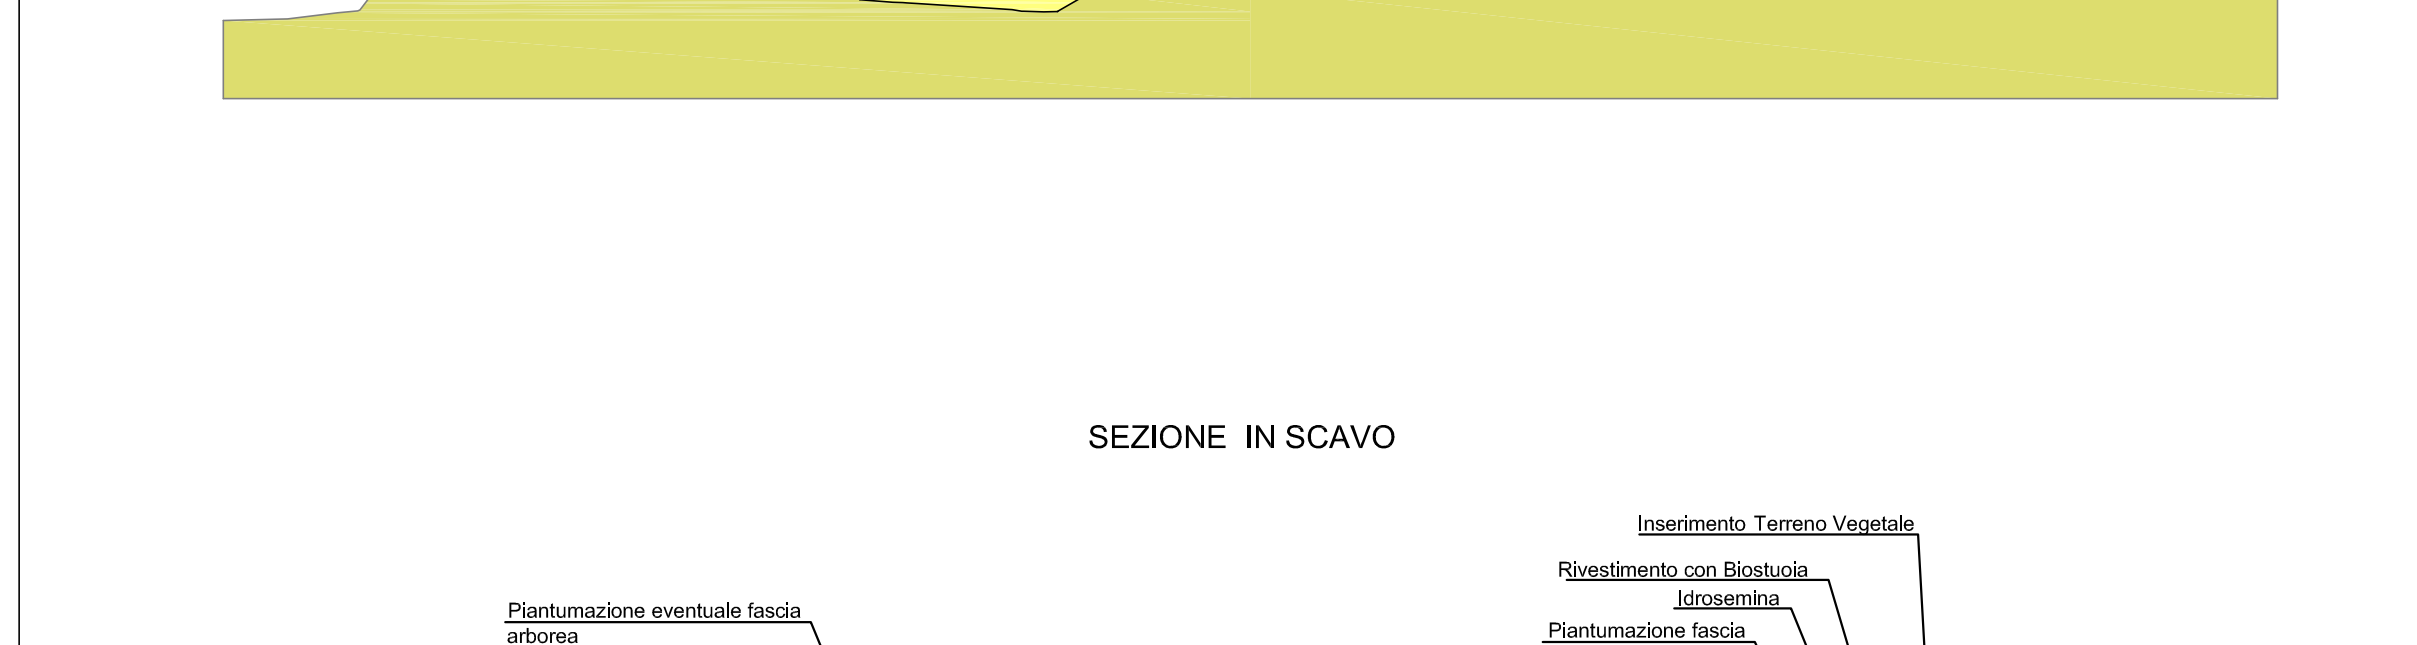 SEZIONE IN SCAVO
Inserimento Terreno Vegetale
Rivestimento con Biostuoia
Idrosemina
Piantumazione eventuale fascia
arborea
Piantumazione fascia